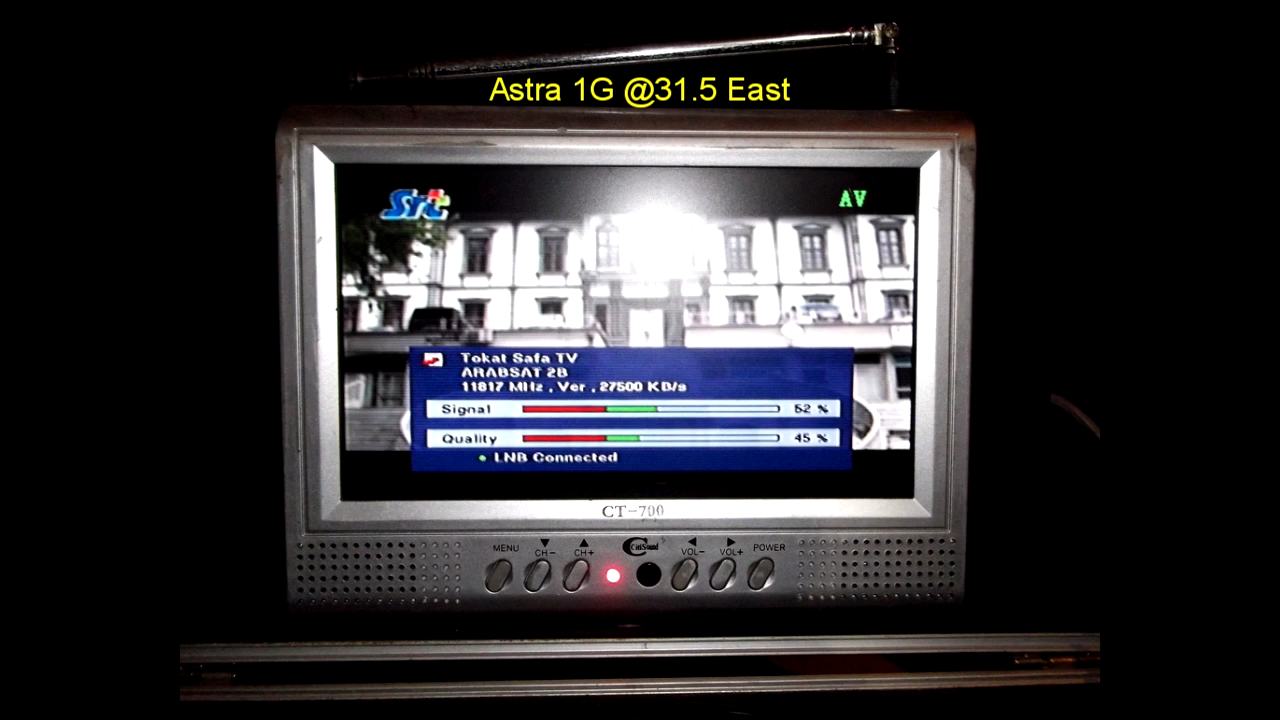 Astra 1G @31.5 East
SRT
AV
Tokat Safa TV
ARABSAT 2B
11817 MHz , Ver , 27500 KB/s
Signal 52 %
Quality 45 %
LNB Connected
CT-700
MENU CH- CH+ VOL- VOL+ POWER